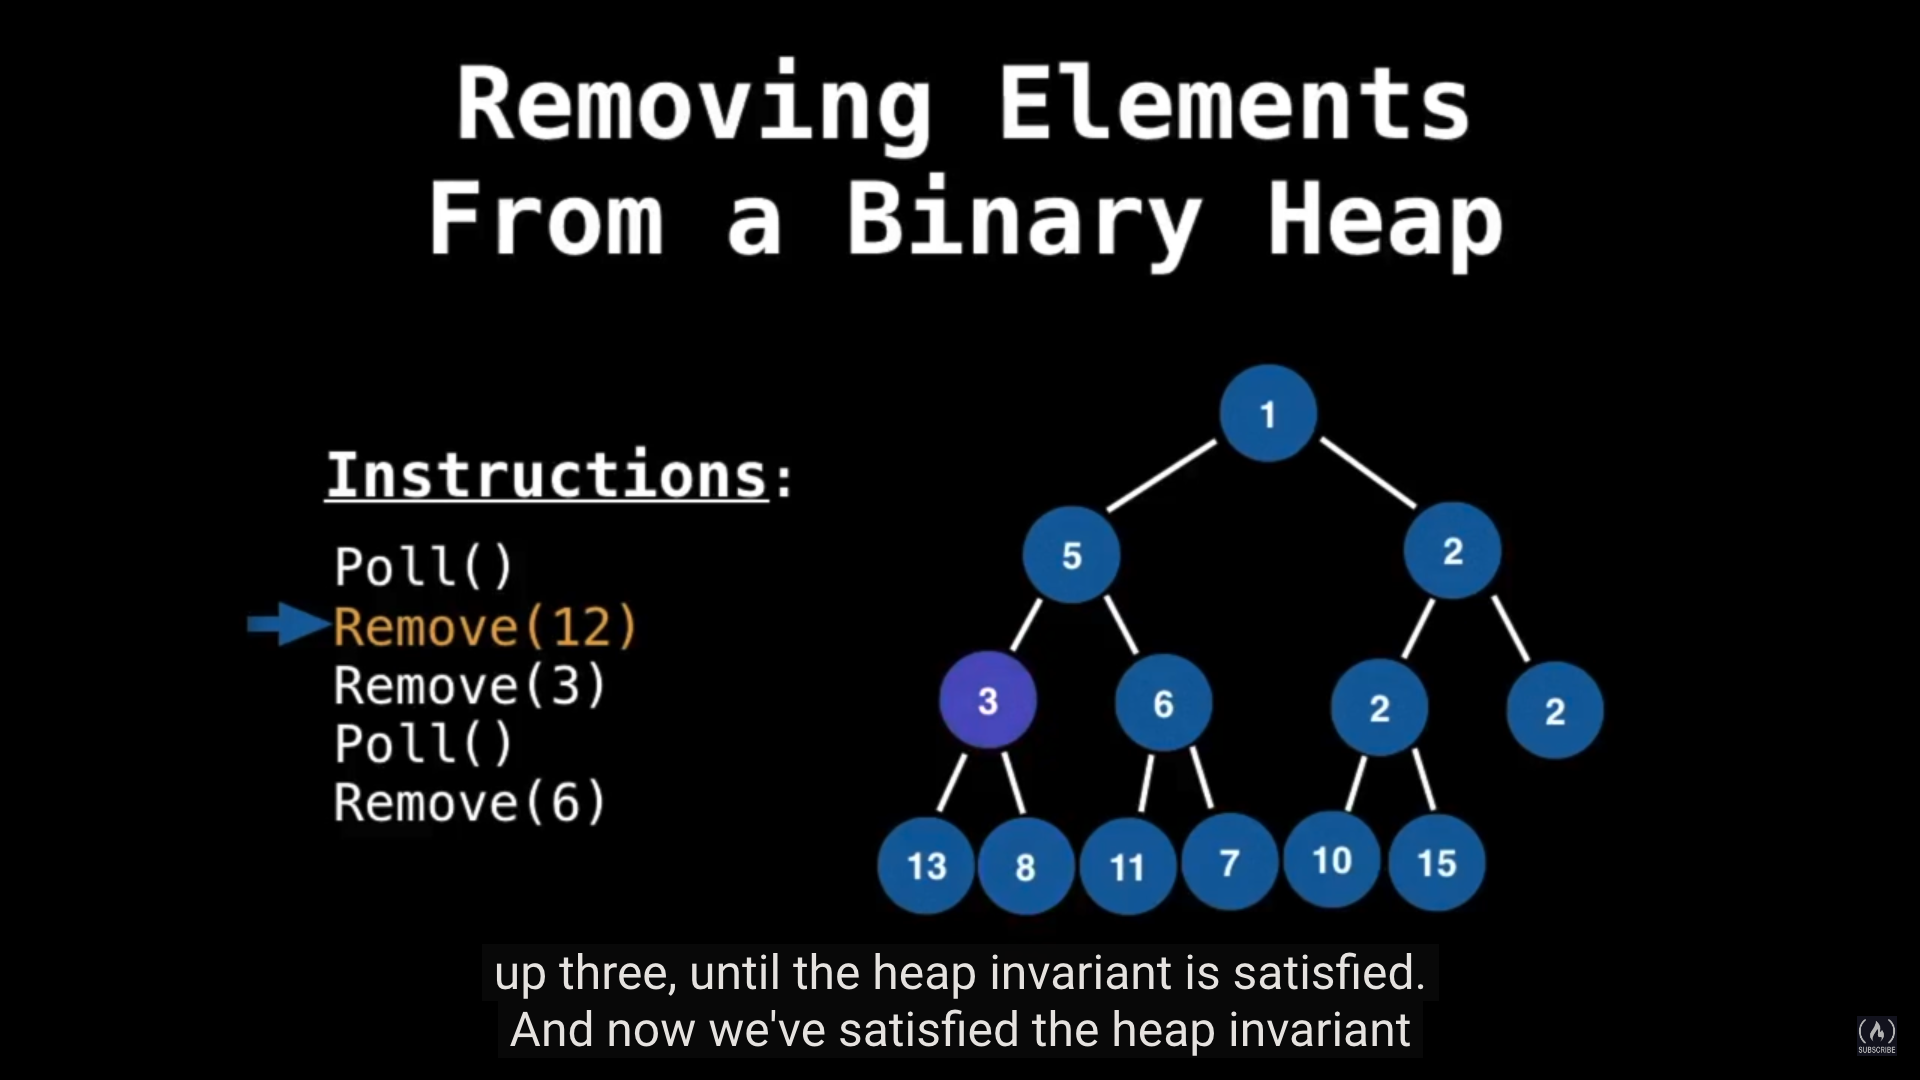 Removing Elements
From a Binary Heap
Instructions:
Poll()
Remove(12)
Remove(3)
Poll()
Remove(6)
1
5
2
3
6
2
2
13
8
11
7
10
15
up three, until the heap invariant is satisfied.
And now we've satisfied the heap invariant
SUBSCRIBE